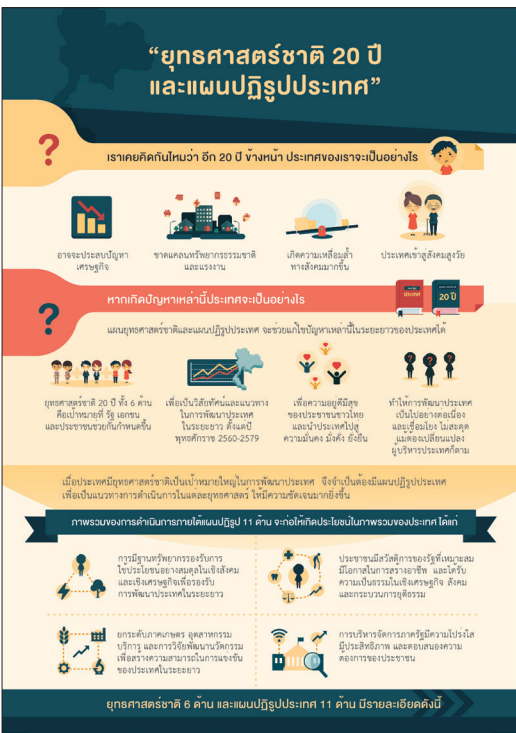 “ยุทธศาสตร์ชาติ 20 ปี
และแผนปฏิรูปประเทศ”
?
เราเคยคิดกันไหมว่า อีก 20 ปี ข้างหน้า ประเทศของเราจะเป็นอย่างไร
อาจจะประสบปัญหา
เศรษฐกิจ
ขาดแคลนทรัพยากรธรรมชาติ
และแรงงาน
เกิดความเหลื่อมล้ำ
ทางสังคมมากขึ้น
ประเทศเข้าสู่สังคมสูงวัย
?
หากเกิดปัญหาเหล่านี้ประเทศจะเป็นอย่างไร
20 ปี
แผนยุทธศาสตร์ชาติและแผนปฏิรูปประเทศ จะช่วยแก้ไขปัญหาเหล่านี้ในระยะยาวของประเทศได้
ยุทธศาสตร์ชาติ 20 ปี ทั้ง 6 ด้าน
คือเป้าหมายที่ รัฐ เอกชน
และประชาชนช่วยกันกำหนดขึ้น
เพื่อเป็นวิสัยทัศน์และแนวทาง
ในการพัฒนาประเทศ
ในระยะยาว ตั้งแต่ปี
พุทธศักราช 2560-2579
เพื่อความอยู่ดีมีสุข
ของประชาชนชาวไทย
และนำประเทศไปสู่
ความมั่นคง มั่งคั่ง ยั่งยืน
? ? ?
ทำให้การพัฒนาประเทศ
เป็นไปอย่างต่อเนื่อง
และเชื่อมโยง ไม่สะดุด
แม้ต้องเปลี่ยนแปลง
ผู้บริหารประเทศก็ตาม
เมื่อประเทศมียุทธศาสตร์ชาติเป็นเป้าหมายใหญ่ในการพัฒนาประเทศ จึงจำเป็นต้องมีแผนปฏิรูปประเทศ
เพื่อเป็นแนวทางการดำเนินการในแต่ละยุทธศาสตร์ ให้มีความชัดเจนมากยิ่งขึ้น
ภาพรวมของการดำเนินการภายใต้แผนปฏิรูป 11 ด้าน จะก่อให้เกิดประโยชน์ในภาพรวมของประเทศ ได้แก่
การมีฐานทรัพยากรรองรับการ
ใช้ประโยชน์อย่างสมดุลในเชิงสังคม
และเชิงเศรษฐกิจเพื่อรองรับ
การพัฒนาประเทศในระยะยาว
ประชาชนมีสวัสดิการของรัฐที่เหมาะสม
มีโอกาสในการสร้างอาชีพ และได้รับ
ความเป็นธรรมในเชิงเศรษฐกิจ สังคม
และกระบวนการยุติธรรม
ยกระดับภาคเกษตร อุตสาหกรรม
บริการ และการวิจัยพัฒนานวัตกรรม
เพื่อสร้างความสามารถในการแข่งขัน
ของประเทศในระยะยาว
การบริหารจัดการภาครัฐมีความโปร่งใส
มีประสิทธิภาพ และตอบสนองความ
ต้องการของประชาชน
ยุทธศาสตร์ชาติ 6 ด้าน และแผนปฏิรูปประเทศ 11 ด้าน มีรายละเอียดดังนี้